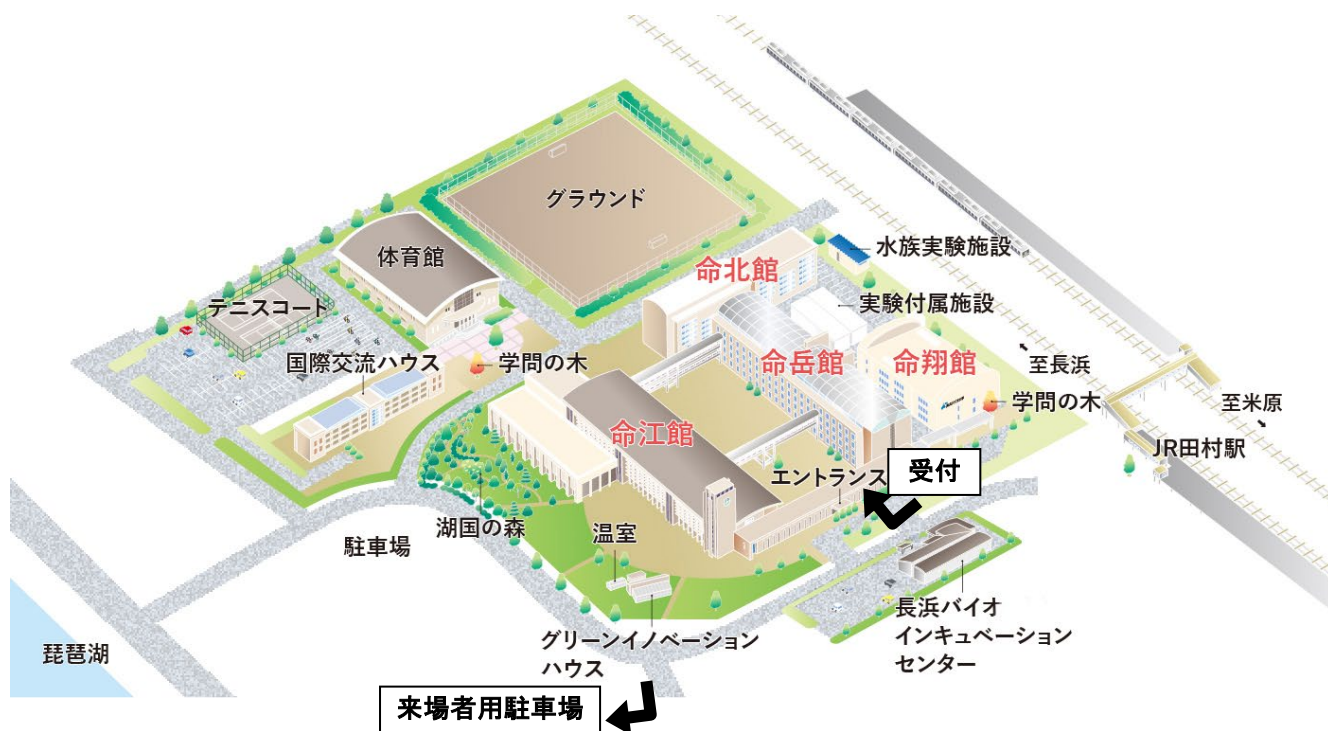 グラウンド
体育館
命北館
水族実験施設
テニスコート
実験付属施設
国際交流ハウス
学問の木
命岳館
命翔館
至長浜
学問の木
至米原
命江館
JR田村駅
エントランス
受付
湖国の森
温室
駐車場
長浜バイオ
インキュベーション
センター
グリーンイノベーション
ハウス
琵琶湖
来場者用駐車場